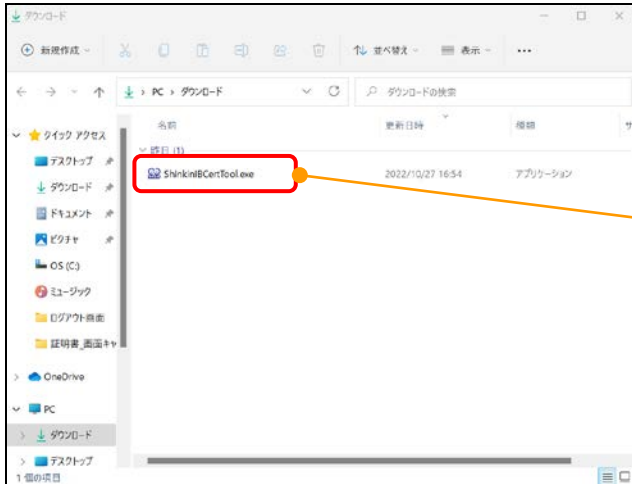 ダウンロード
新規作成
並べ替え
表示
PC > ダウンロード
ダウンロードの検索
名前
更新日時
種類
サ
昨日 (1)
ShinkinIBCertTool.exe
2022/10/27 16:54
アプリケーション
クイック アクセス
デスクトップ
ダウンロード
ドキュメント
ピクチャ
OS (C:)
ミュージック
ログアウト画面
証明書_画面キャ
OneDrive
PC
ダウンロード
デスクトップ
1 個の項目